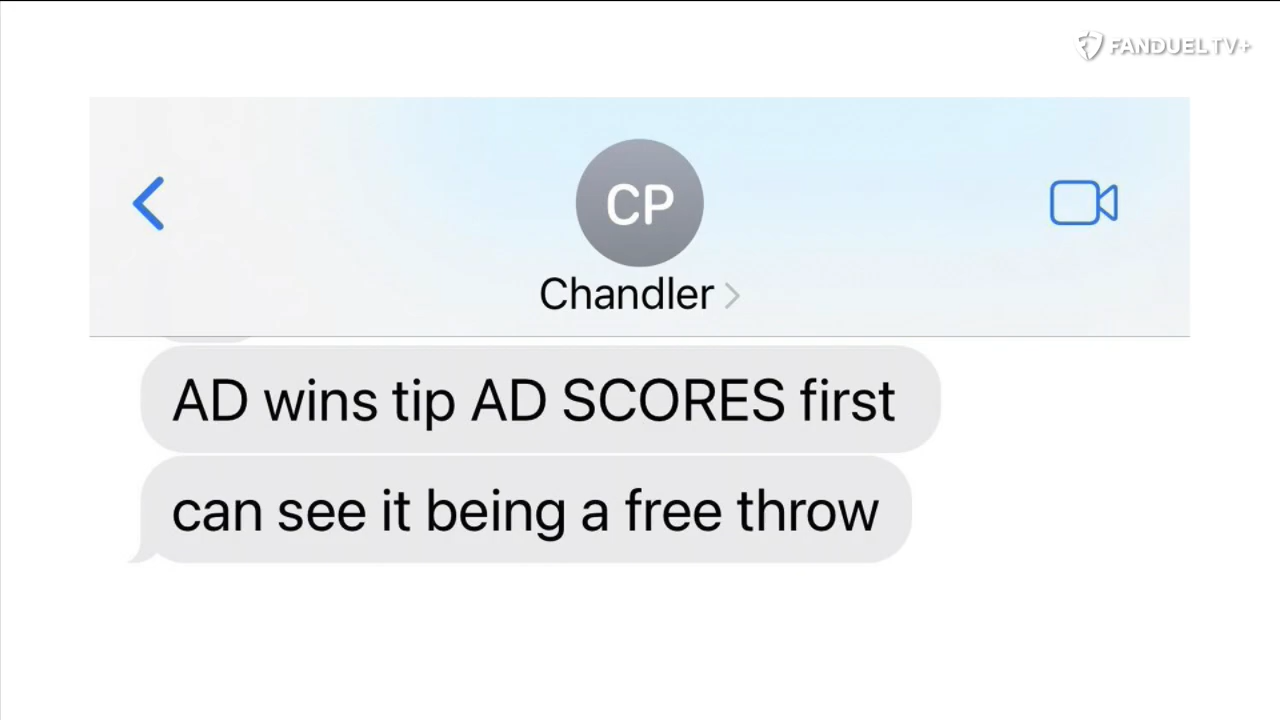 FANDUEL TV+
CP
Chandler
AD wins tip AD SCORES first
can see it being a free throw